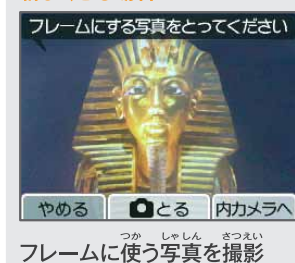 フレームにする写真をとってください
やめる
とる
内カメラへ
つか しゃしん さつえい
フレームに使う写真を撮影